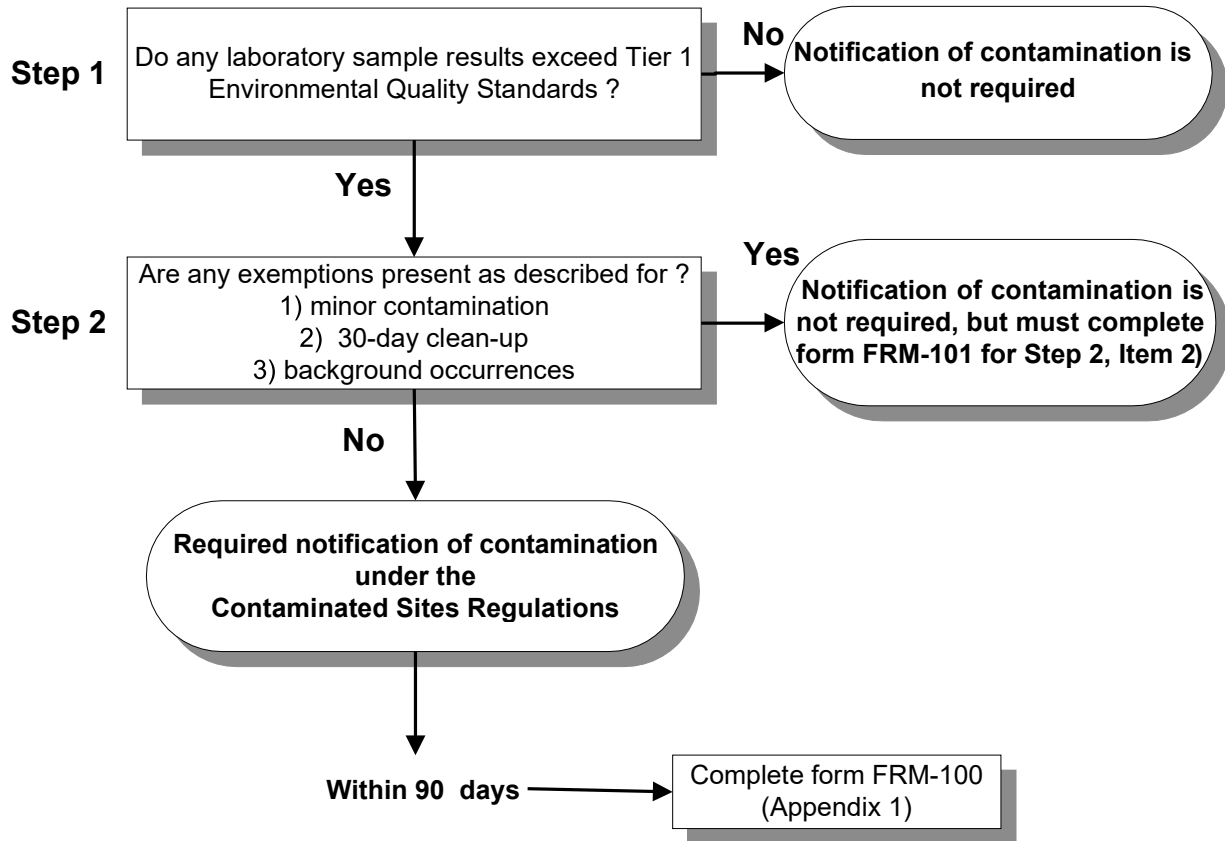 Step 1
Do any laboratory sample results exceed Tier 1
Environmental Quality Standards ?
No
Notification of contamination is
not required
Yes
Step 2
Are any exemptions present as described for ?
1) minor contamination
2) 30-day clean-up
3) background occurrences
Yes
Notification of contamination is
not required, but must complete
form FRM-101 for Step 2, Item 2)
No
Required notification of contamination
under the
Contaminated Sites Regulations
Within 90 days
Complete form FRM-100
(Appendix 1)